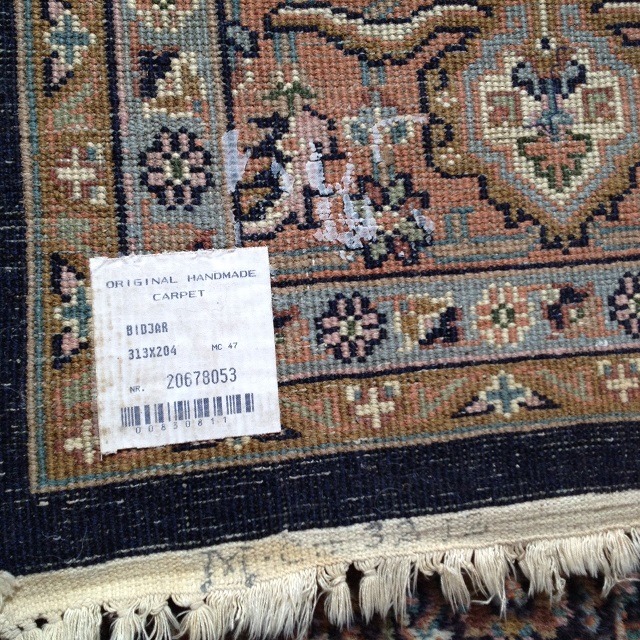 ORIGINAL HANDMADE
CARPET
BIDJAR
313X204 MC 47
NR. 20678053
00830811